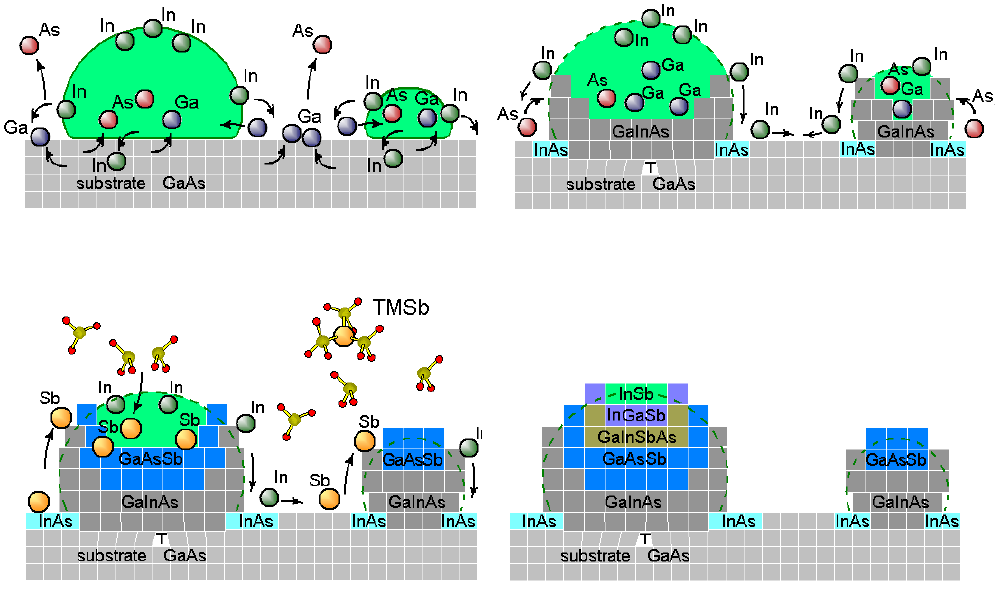 As
In
In
In
As
In
In
In
As
Ga
As
Ga
In
Ga
Ga
In
In
substrate GaAs
In
In
In
In
In
In
In
As
Ga
As
Ga
Ga
As
Ga
In
In
As
GaInAs
GaInAs
InAs
InAs
InAs
InAs
T
substrate GaAs
TMSb
In
In
Sb
In
Sb
Sb
Sb
GaAsSb
GaAsSb
In
Sb
GaInAs
GaInAs
InAs
InAs
InAs
InAs
T
substrate GaAs
InSb
InGaSb
GaInSbAs
GaAsSb
GaAsSb
GaInAs
GaInAs
InAs
InAs
InAs
InAs
T
substrate GaAs